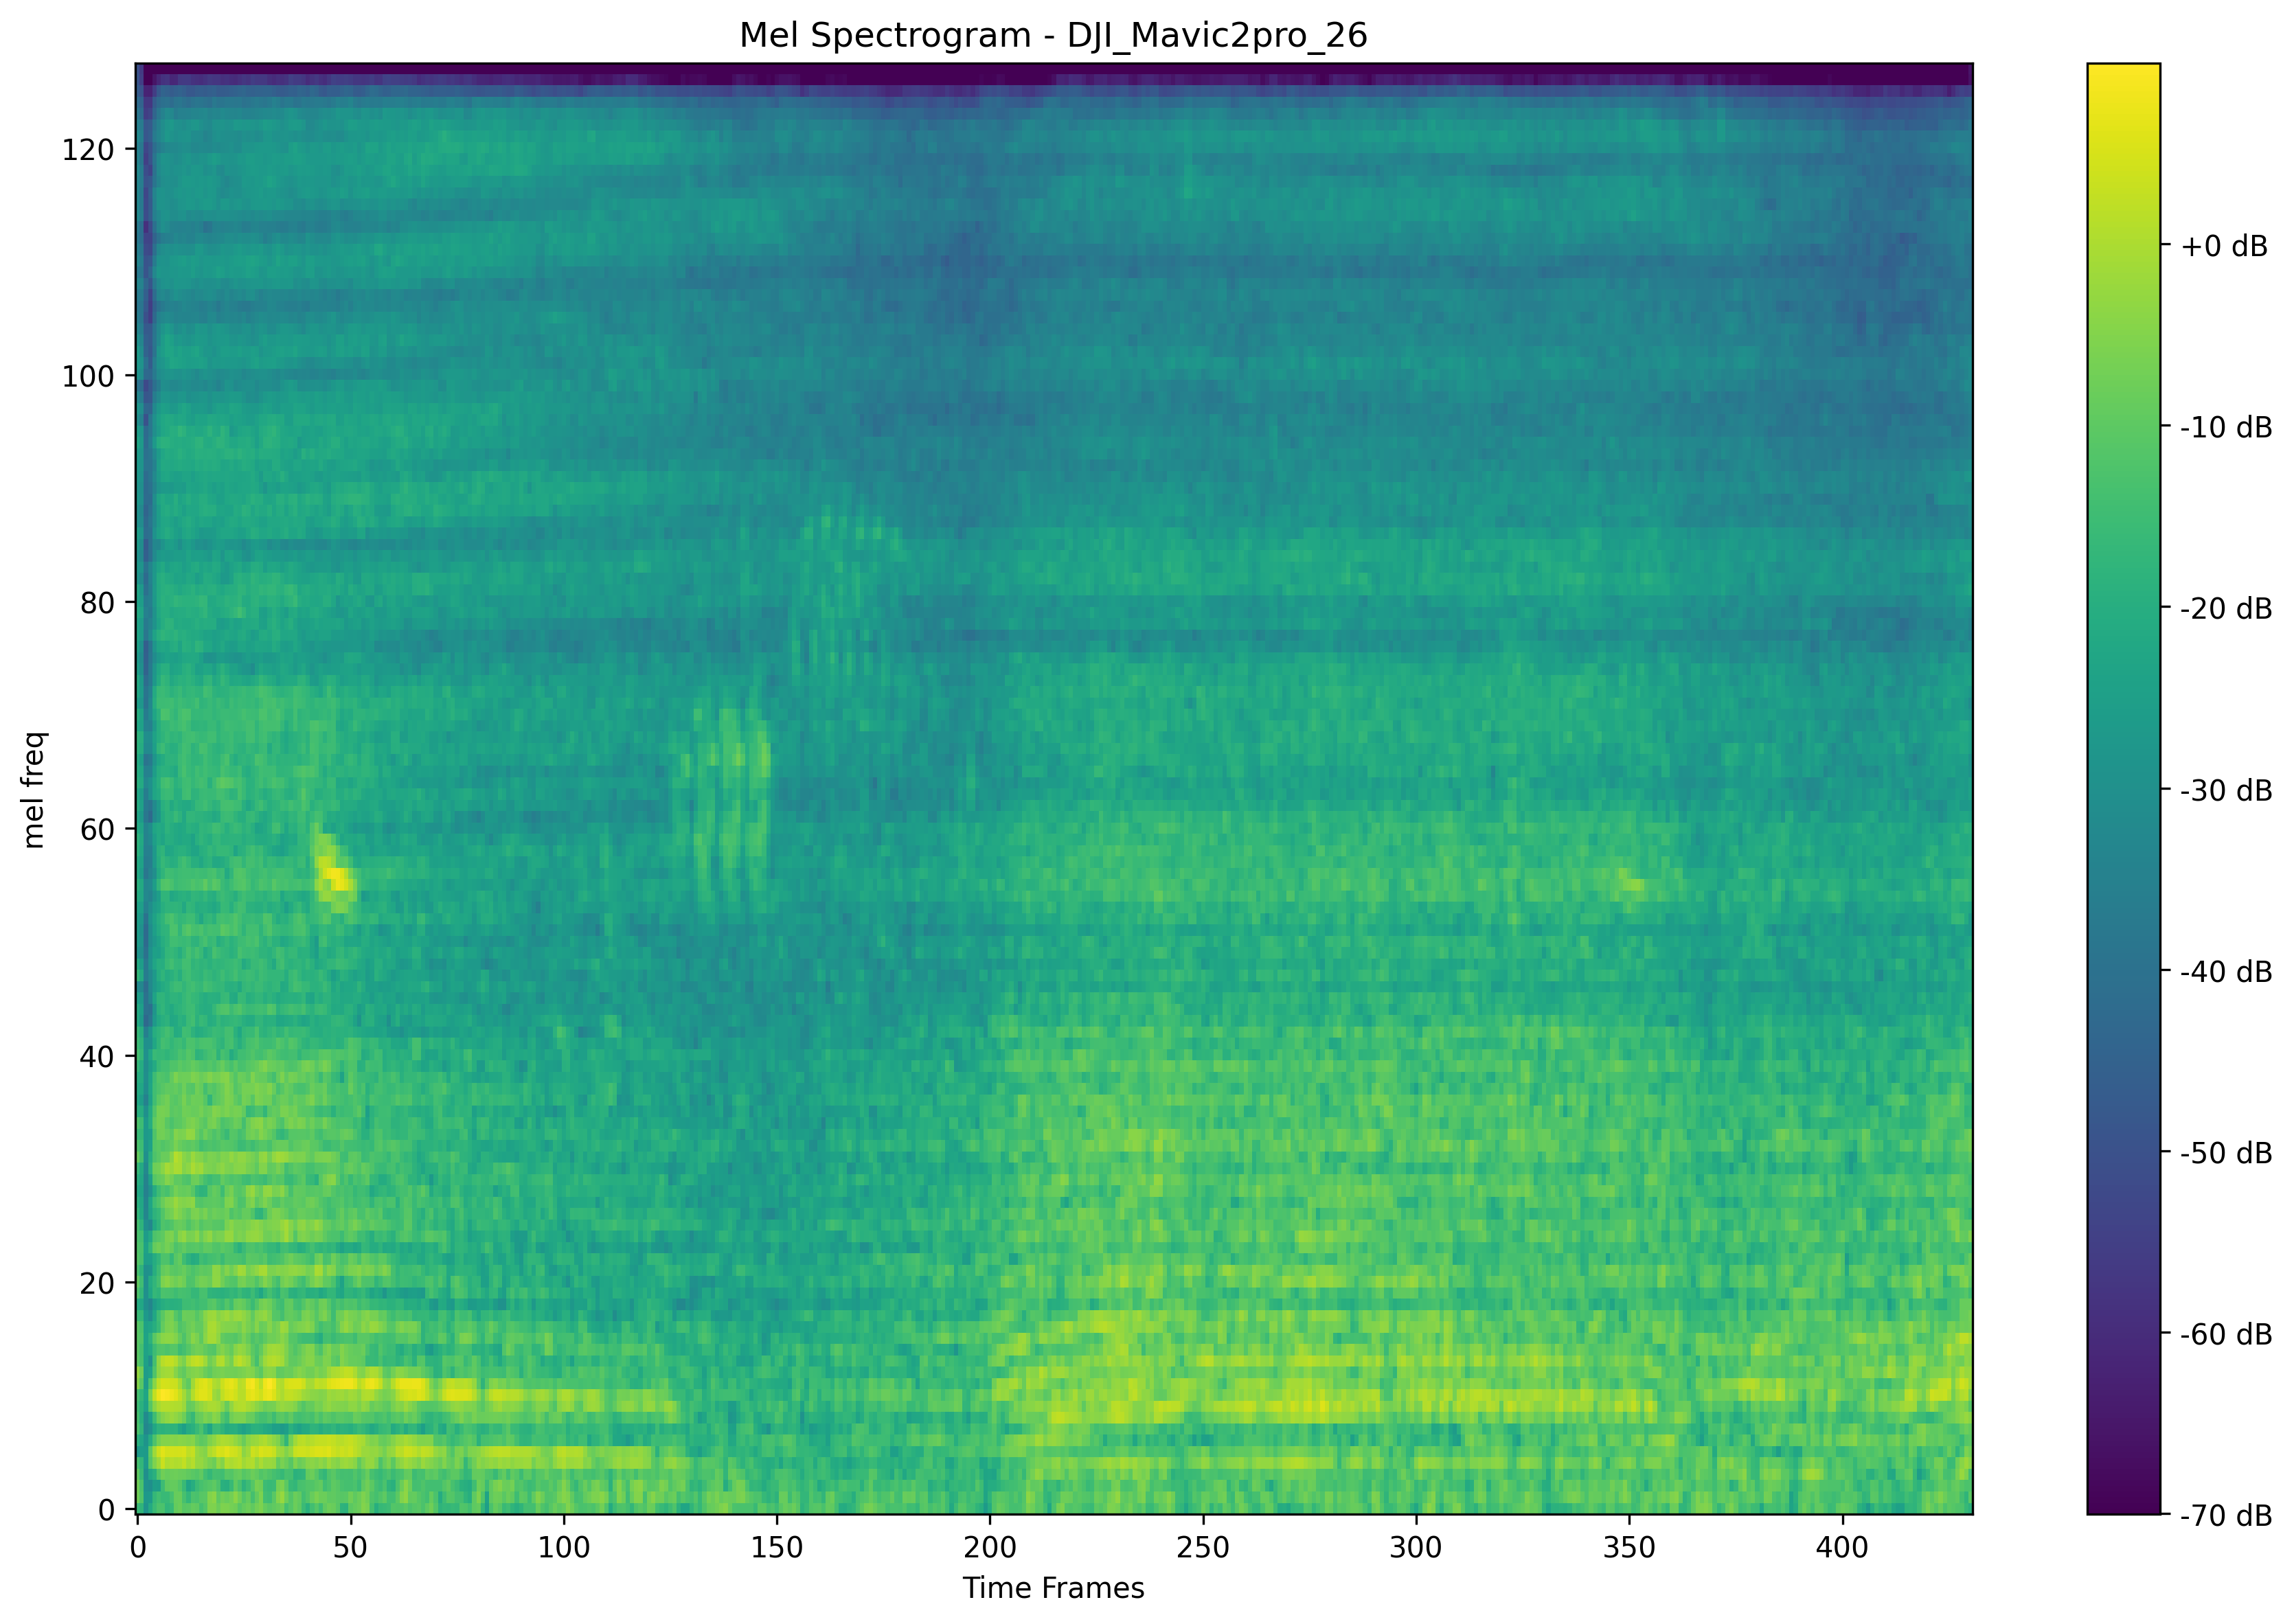 Mel Spectrogram - DJI_Mavic2pro_26
120
100
80
60
40
20
0
mel freq
0 50 100 150 200 250 300 350 400
Time Frames
+0 dB
-10 dB
-20 dB
-30 dB
-40 dB
-50 dB
-60 dB
-70 dB